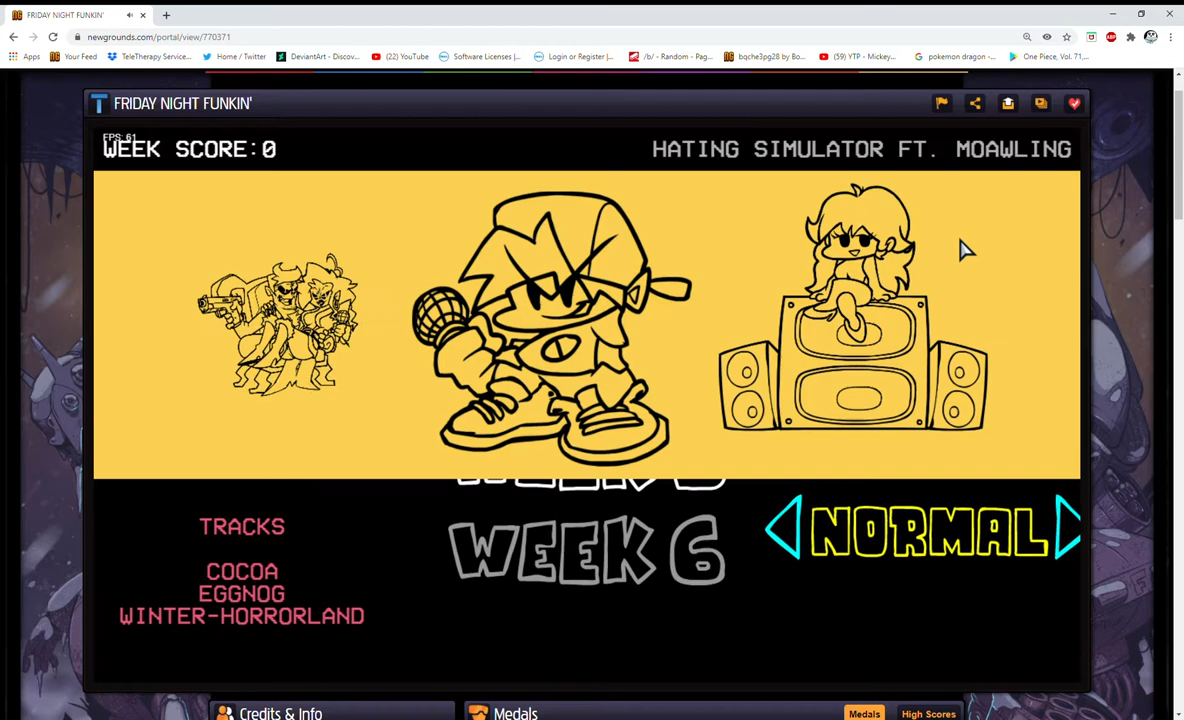 FRIDAY NIGHT FUNKIN'
newgrounds.com/portal/view/770371
Apps
Your Feed
TeleTherapy Service...
Home / Twitter
DeviantArt - Discov...
(22) YouTube
Software Licenses |...
Login or Register |...
/b/ - Random - Pag...
bqche3pg28 by Bo...
(59) YTP - Mickey...
pokemon dragon -...
One Piece, Vol. 71,...
FRIDAY NIGHT FUNKIN'
FPS: 61
WEEK SCORE:0
HATING SIMULATOR FT. MOAWLING
WEEK 6
NORMAL
TRACKS
COCOA
EGGNOG
WINTER-HORRORLAND
Credits & Info
Medals
Medals
High Scores